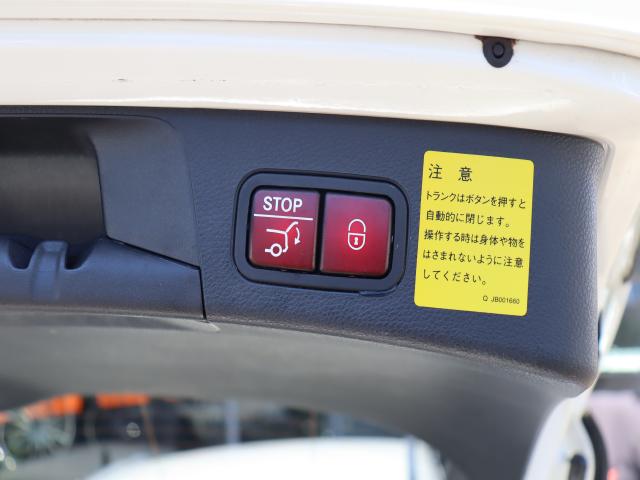 STOP
注 意
トランクはボタンを押すと
自動的に閉じます。
操作する時は身体や物を
はさまれないように注意
してください。
Q JB001660